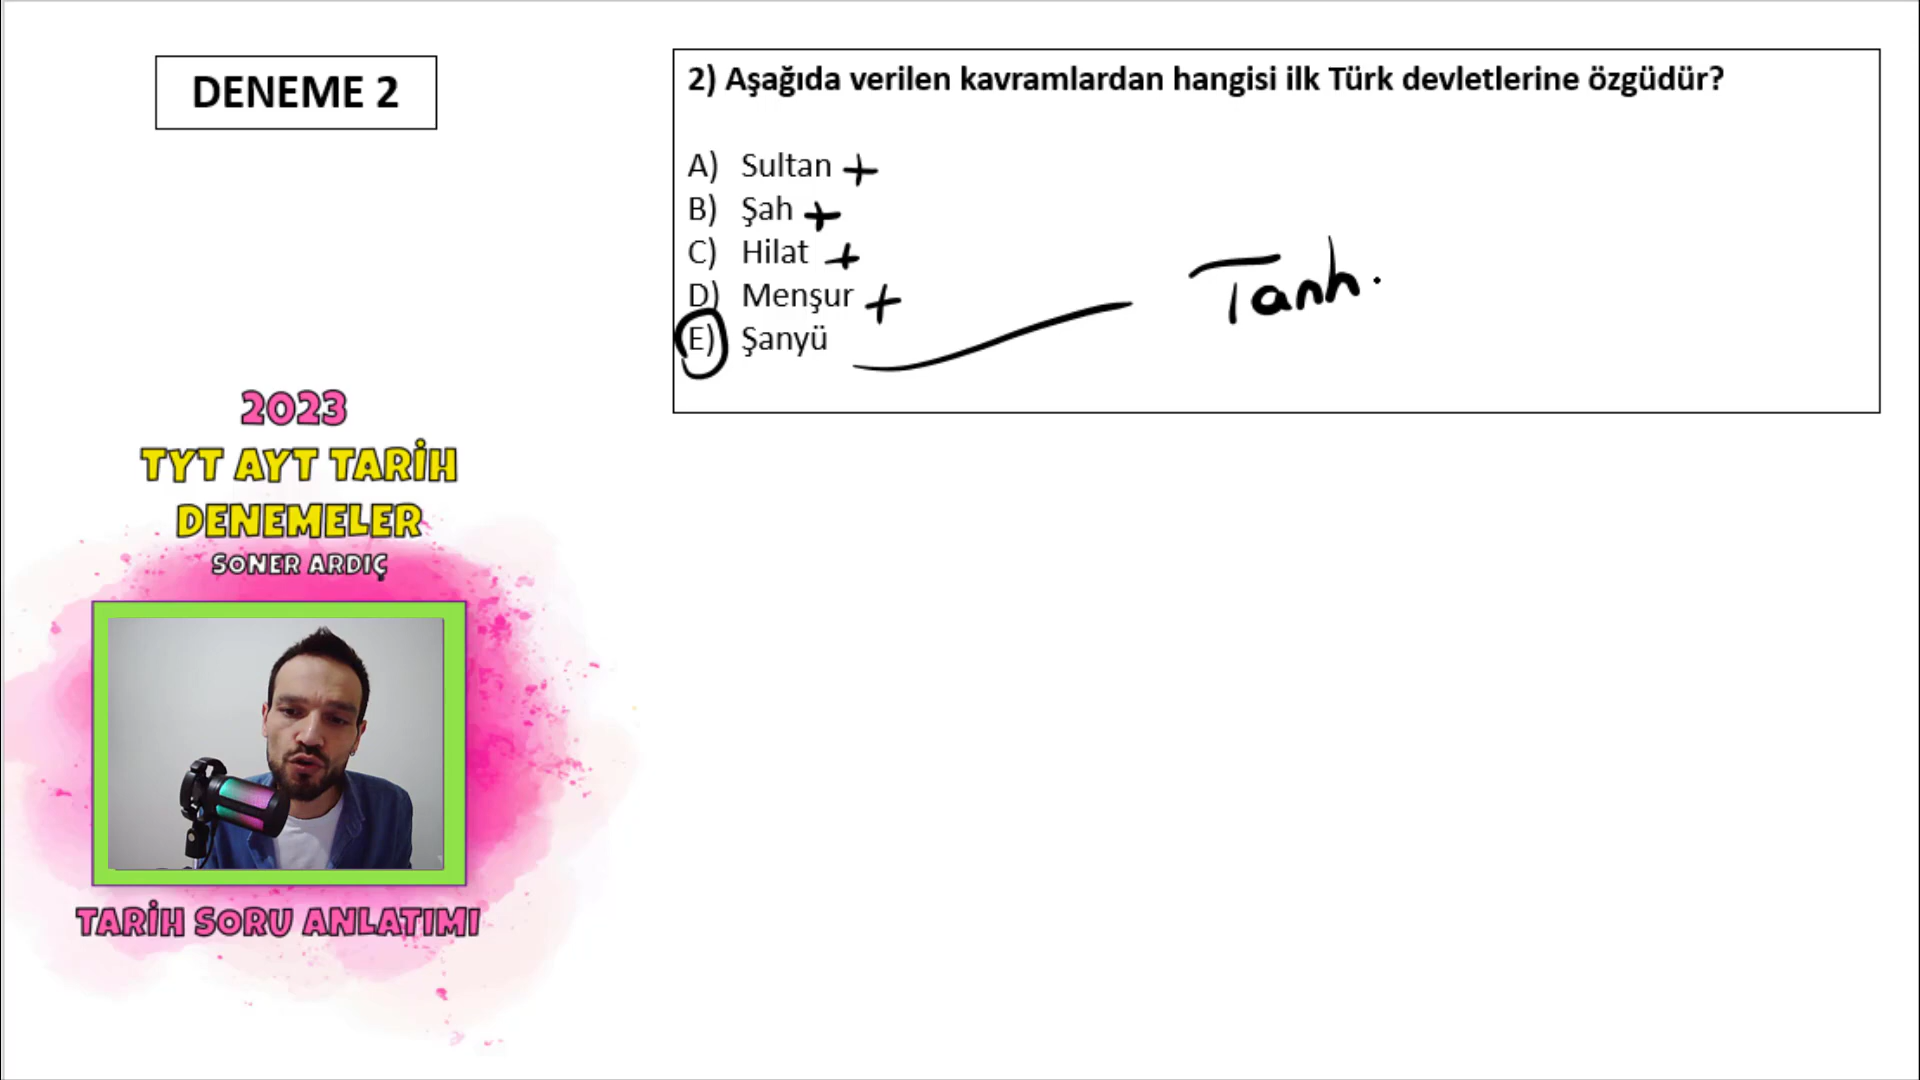 DENEME 2
2) Aşağıda verilen kavramlardan hangisi ilk Türk devletlerine özgüdür?
A) Sultan +
B) Şah +
C) Hilat +
D) Menşur +
E) Şanyü
Tanh.
2023
TYT AYT TARİH
DENEMELER
SONER ARDIÇ
TARİH SORU ANLATIMI